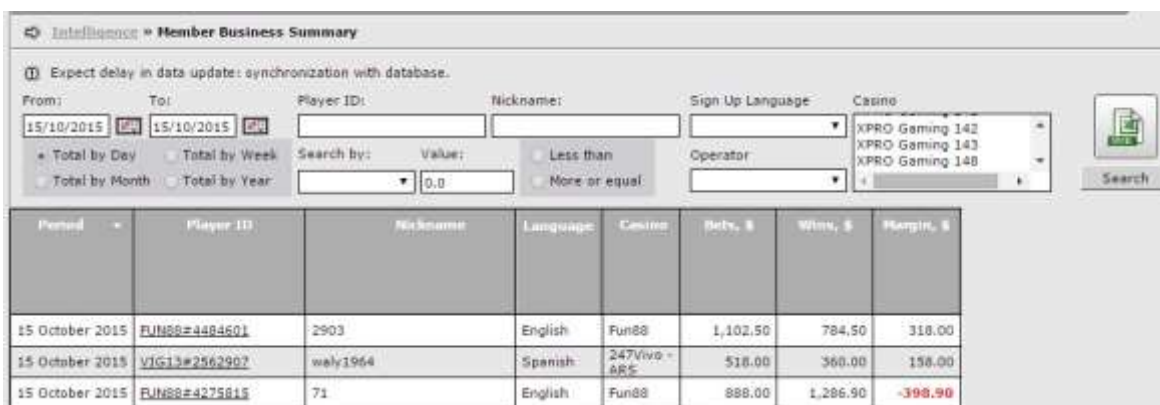 Intelligence » Member Business Summary
Expect delay in data update: synchronization with database.
From: To: Player ID: Nickname: Sign Up Language Casino
15/10/2015 15/10/2015
XPRO Gaming 142
XPRO Gaming 143
XPRO Gaming 148
Total by Day Total by Week Search by: Value: Less than Operator
Total by Month Total by Year 0.0 More or equal
Search
Period Player ID Nickname Language Casino Bets, $ Wins, $ Margin, $
15 October 2015 FUN88#4484601 2903 English Fun88 1,102.50 784.50 318.00
15 October 2015 VIG13#2562907 waly1964 Spanish 247Vivo - ARS 518.00 360.00 158.00
15 October 2015 FUN88#4275815 71 English Fun88 888.00 1,286.90 -398.90